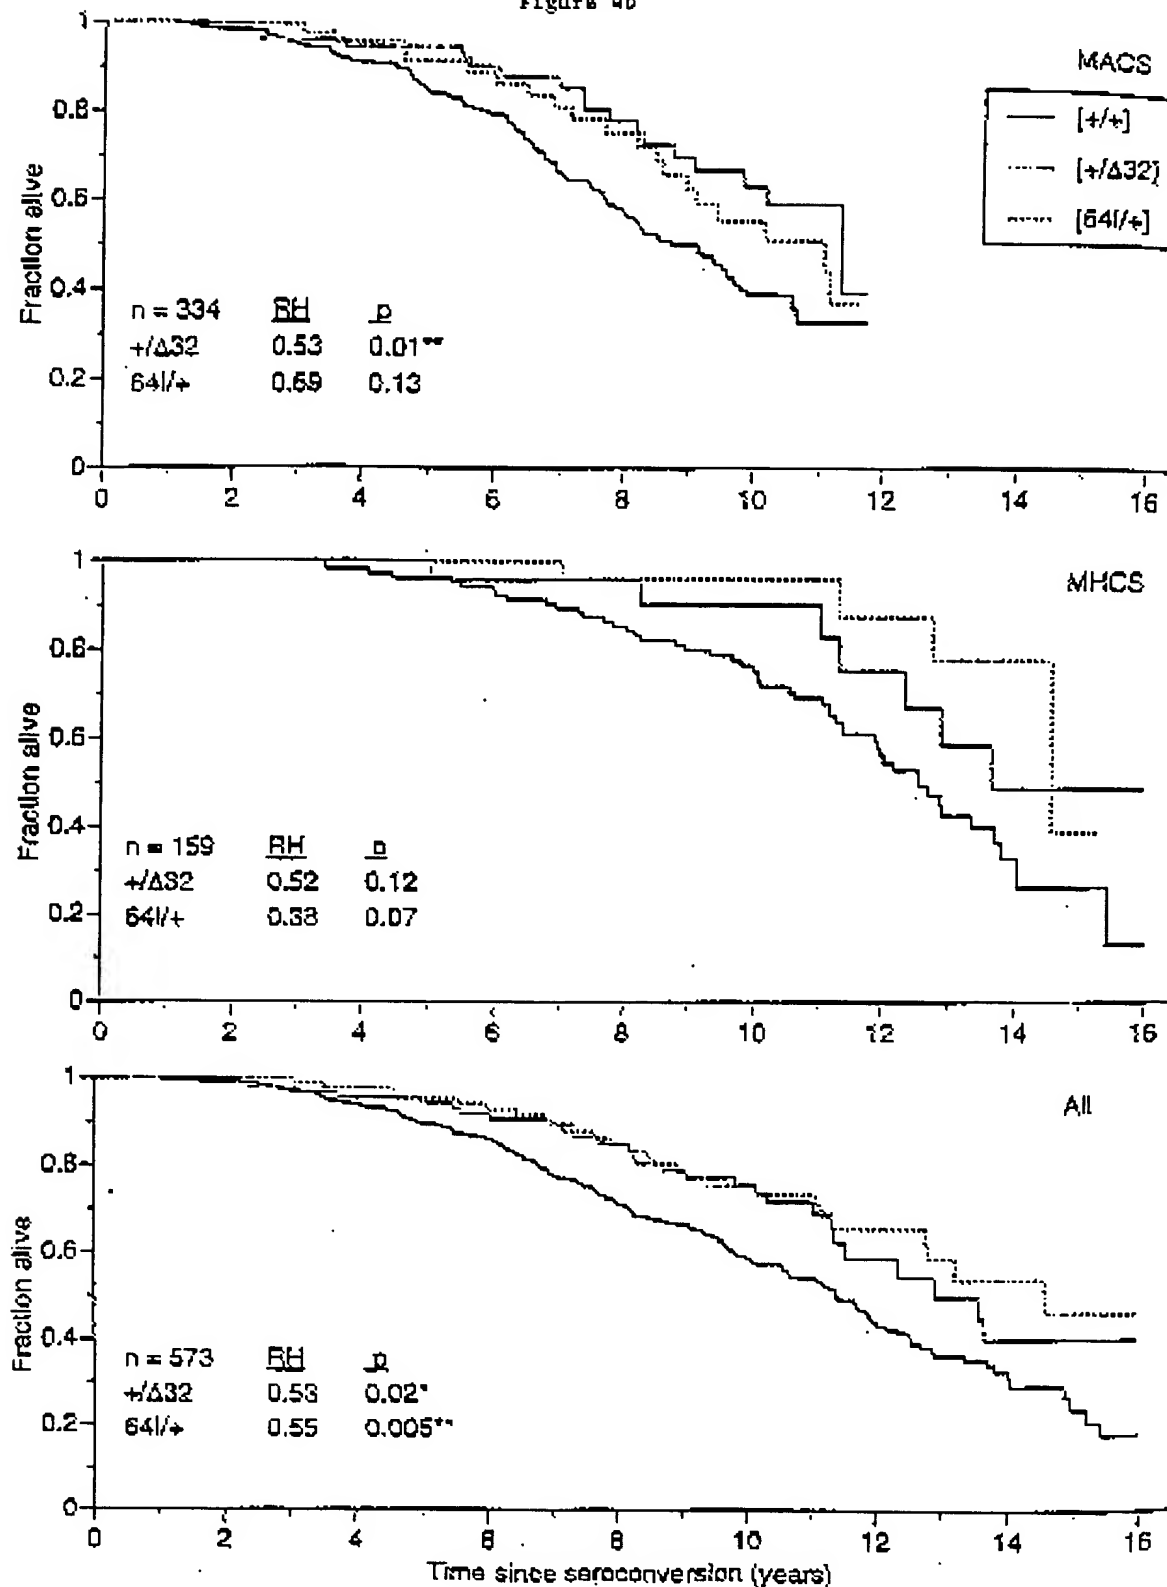 Figure 4b
MACS
[+/+]
[+/Δ32]
[64I/+]
Fraction alive
1
0.8
0.6
0.4
0.2
0
n = 334 RH p
+/Δ32 0.53 0.01**
64I/+ 0.69 0.13
0 2 4 6 8 10 12 14 16
MHCS
Fraction alive
1
0.8
0.6
0.4
0.2
0
n = 159 RH p
+/Δ32 0.52 0.12
64I/+ 0.38 0.07
0 2 4 6 8 10 12 14 16
All
Fraction alive
1
0.8
0.6
0.4
0.2
0
n = 573 RH p
+/Δ32 0.53 0.02*
64I/+ 0.55 0.005**
0 2 4 6 8 10 12 14 16
Time since seroconversion (years)